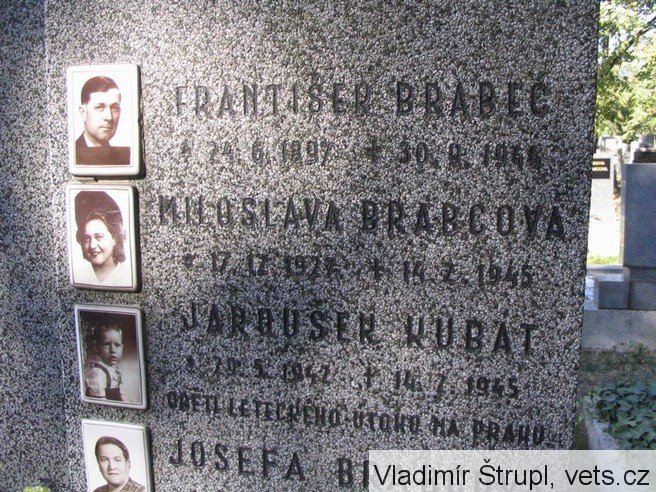 FRANTIŠEK BRABEC
* 24. 6. 1897 + 30. 9. 1944
MILOSLAVA BRABCOVÁ
* 17. 12. 1927 + 14. 2. 1945
JAROUŠEK KUBÁT
* 20. 5. 1942 + 14. 2. 1945
OBĚTI LETECKÉHO ÚTOKU NA PRAHU.
JOSEFA
Vladimír Štrupl, vets.cz